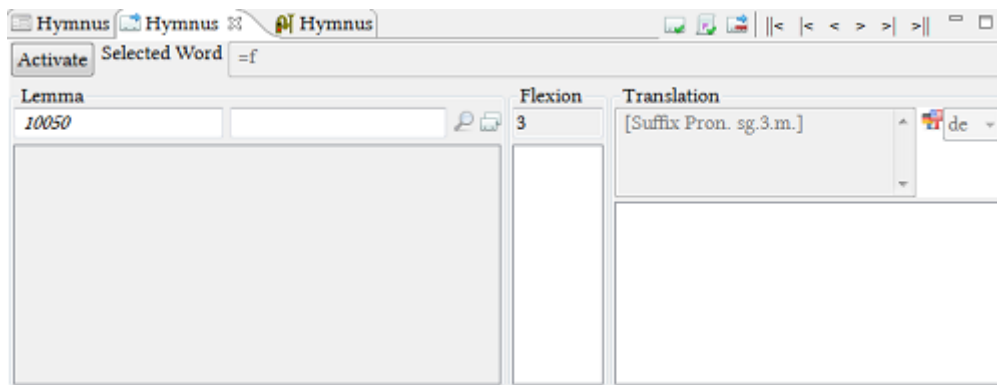 Hymnus Hymnus Hymnus ||< |< < > >| >||
Activate Selected Word =f
Lemma Flexion Translation
10050 3 [Suffix Pron. sg.3.m.] de